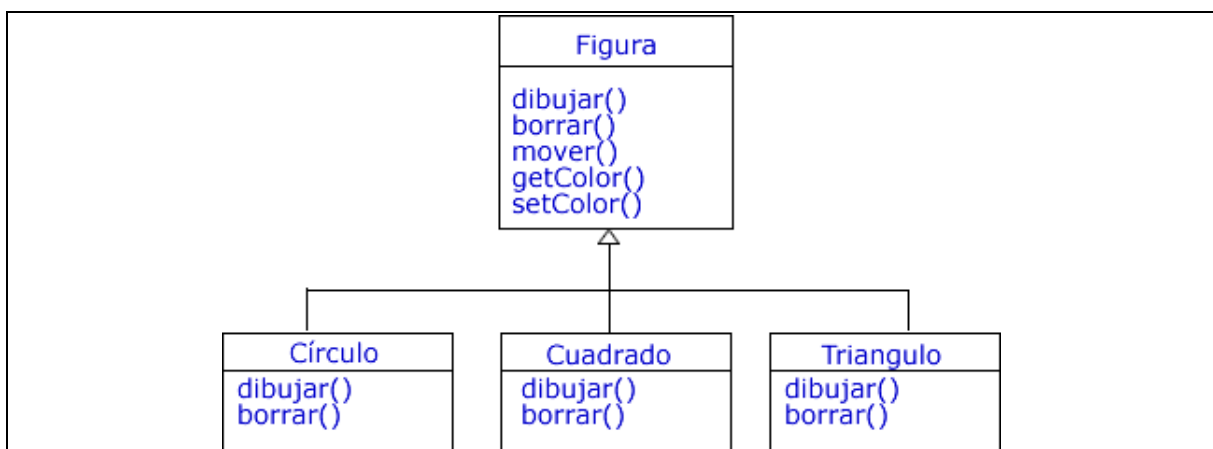 Figura
dibujar()
borrar()
mover()
getColor()
setColor()
Círculo
dibujar()
borrar()
Cuadrado
dibujar()
borrar()
Triangulo
dibujar()
borrar()